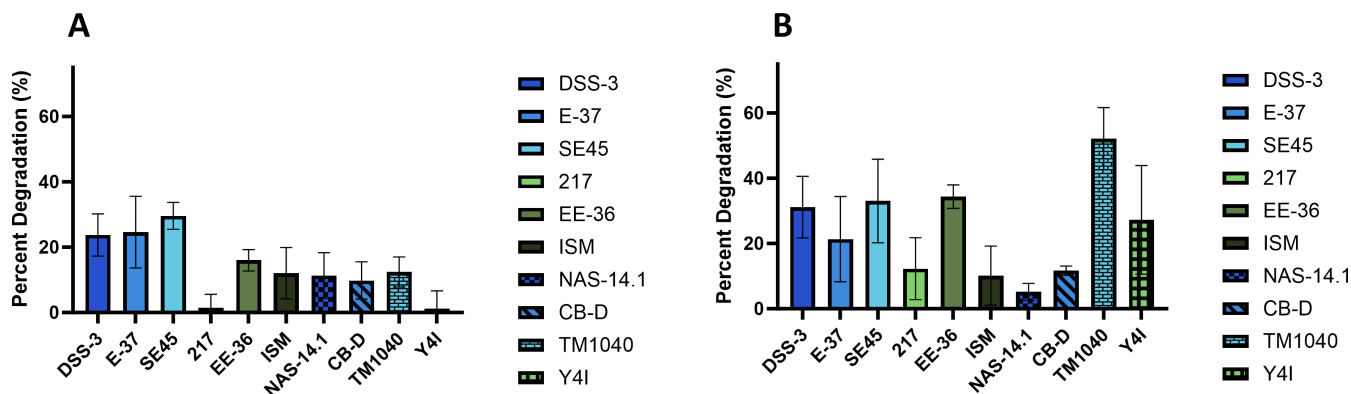 A
Percent Degradation (%)
60
40
20
0
DSS-3
E-37
SE45
217
EE-36
ISM
NAS-14.1
CB-D
TM1040
Y4I
DSS-3
E-37
SE45
217
EE-36
ISM
NAS-14.1
CB-D
TM1040
Y4I
B
Percent Degradation (%)
60
40
20
0
DSS-3
E-37
SE45
217
EE-36
ISM
NAS-14.1
CB-D
TM1040
Y4I
DSS-3
E-37
SE45
217
EE-36
ISM
NAS-14.1
CB-D
TM1040
Y4I